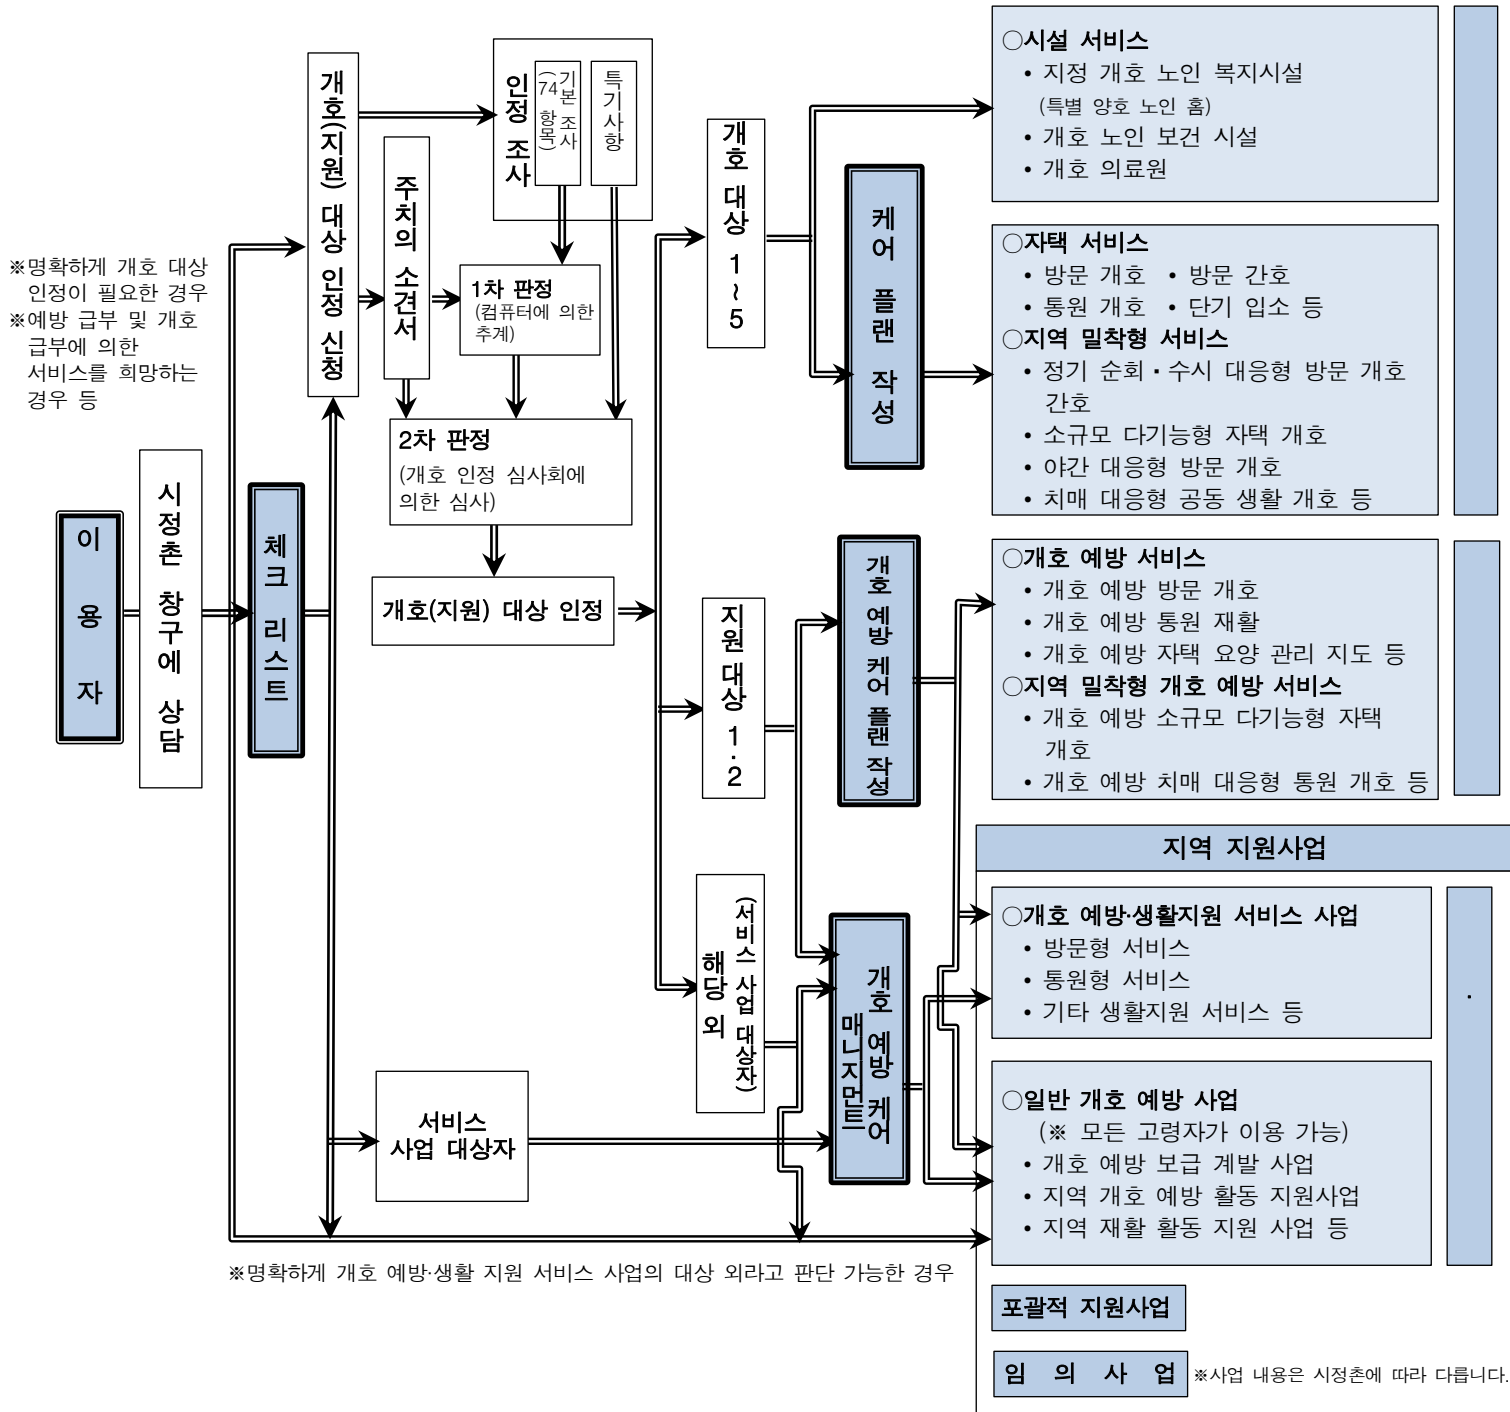 ※명확하게 개호 대상
인정이 필요한 경우
※예방 급부 및 개호
급부에 의한
서비스를 희망하는
경우 등
이 용 자
시정촌 창구에 상담
체크 리스트
개호(지원) 대상 인정 신청
주치의 소견서
인정 조사
기본 조사
(74 항목)
특기사항
1차 판정
(컴퓨터에 의한
추계)
2차 판정
(개호 인정 심사회에
의한 심사)
개호(지원) 대상 인정
서비스
사업 대상자
개호 대상 1~5
지원 대상 1·2
해당 외
(서비스 사업 대상자)
케어 플랜 작성
개호 예방 케어 플랜 작성
개호 예방 케어
매니지먼트
○시설 서비스
• 지정 개호 노인 복지시설
(특별 양호 노인 홈)
• 개호 노인 보건 시설
• 개호 의료원
○자택 서비스
• 방문 개호 • 방문 간호
• 통원 개호 • 단기 입소 등
○지역 밀착형 서비스
• 정기 순회・수시 대응형 방문 개호
간호
• 소규모 다기능형 자택 개호
• 야간 대응형 방문 개호
• 치매 대응형 공동 생활 개호 등
○개호 예방 서비스
• 개호 예방 방문 개호
• 개호 예방 통원 재활
• 개호 예방 자택 요양 관리 지도 등
○지역 밀착형 개호 예방 서비스
• 개호 예방 소규모 다기능형 자택
개호
• 개호 예방 치매 대응형 통원 개호 등
지역 지원사업
○개호 예방·생활지원 서비스 사업
• 방문형 서비스
• 통원형 서비스
• 기타 생활지원 서비스 등
·
○일반 개호 예방 사업
(※ 모든 고령자가 이용 가능)
• 개호 예방 보급 계발 사업
• 지역 개호 예방 활동 지원사업
• 지역 재활 활동 지원 사업 등
※명확하게 개호 예방·생활 지원 서비스 사업의 대상 외라고 판단 가능한 경우
포괄적 지원사업
임 의 사 업 ※사업 내용은 시정촌에 따라 다릅니다.